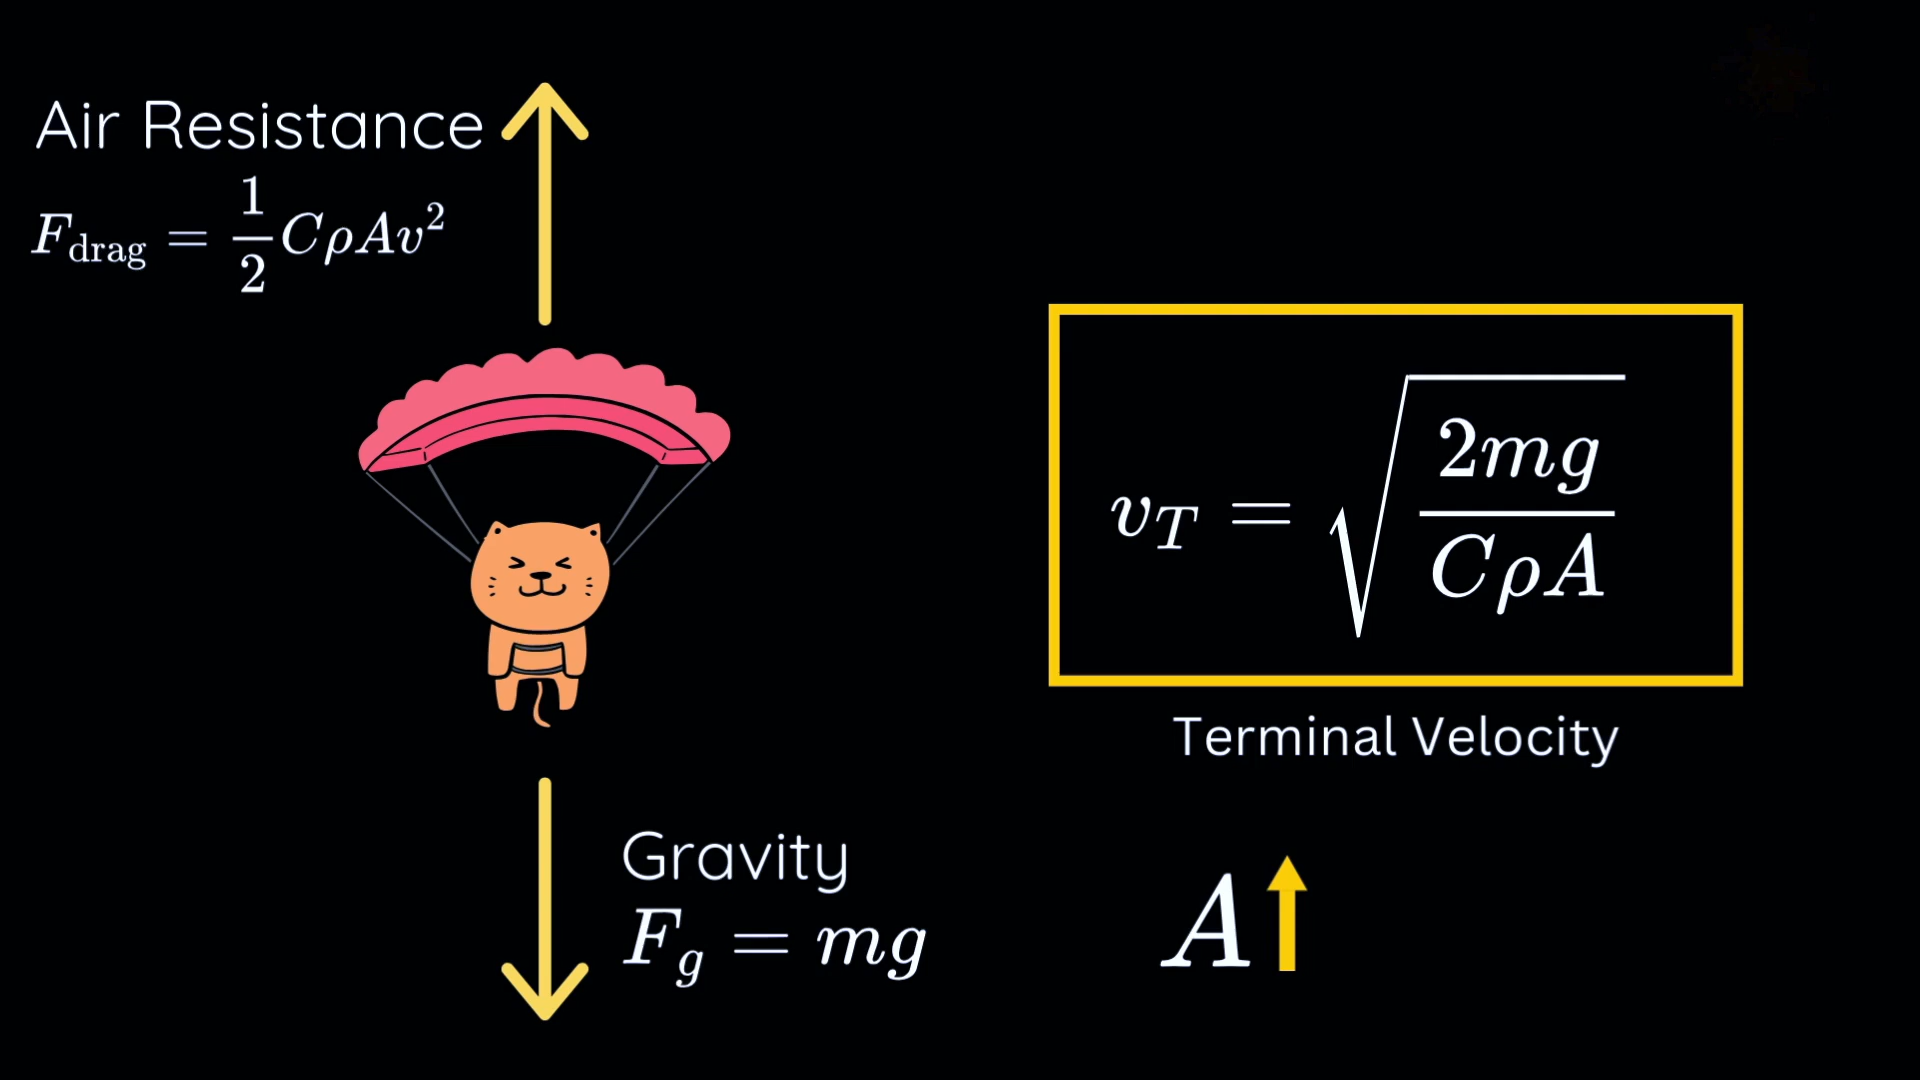 Air Resistance
F_drag = 1/2 CρAv²
v_T = √(2mg / CρA)
Terminal Velocity
Gravity
F_g = mg
A